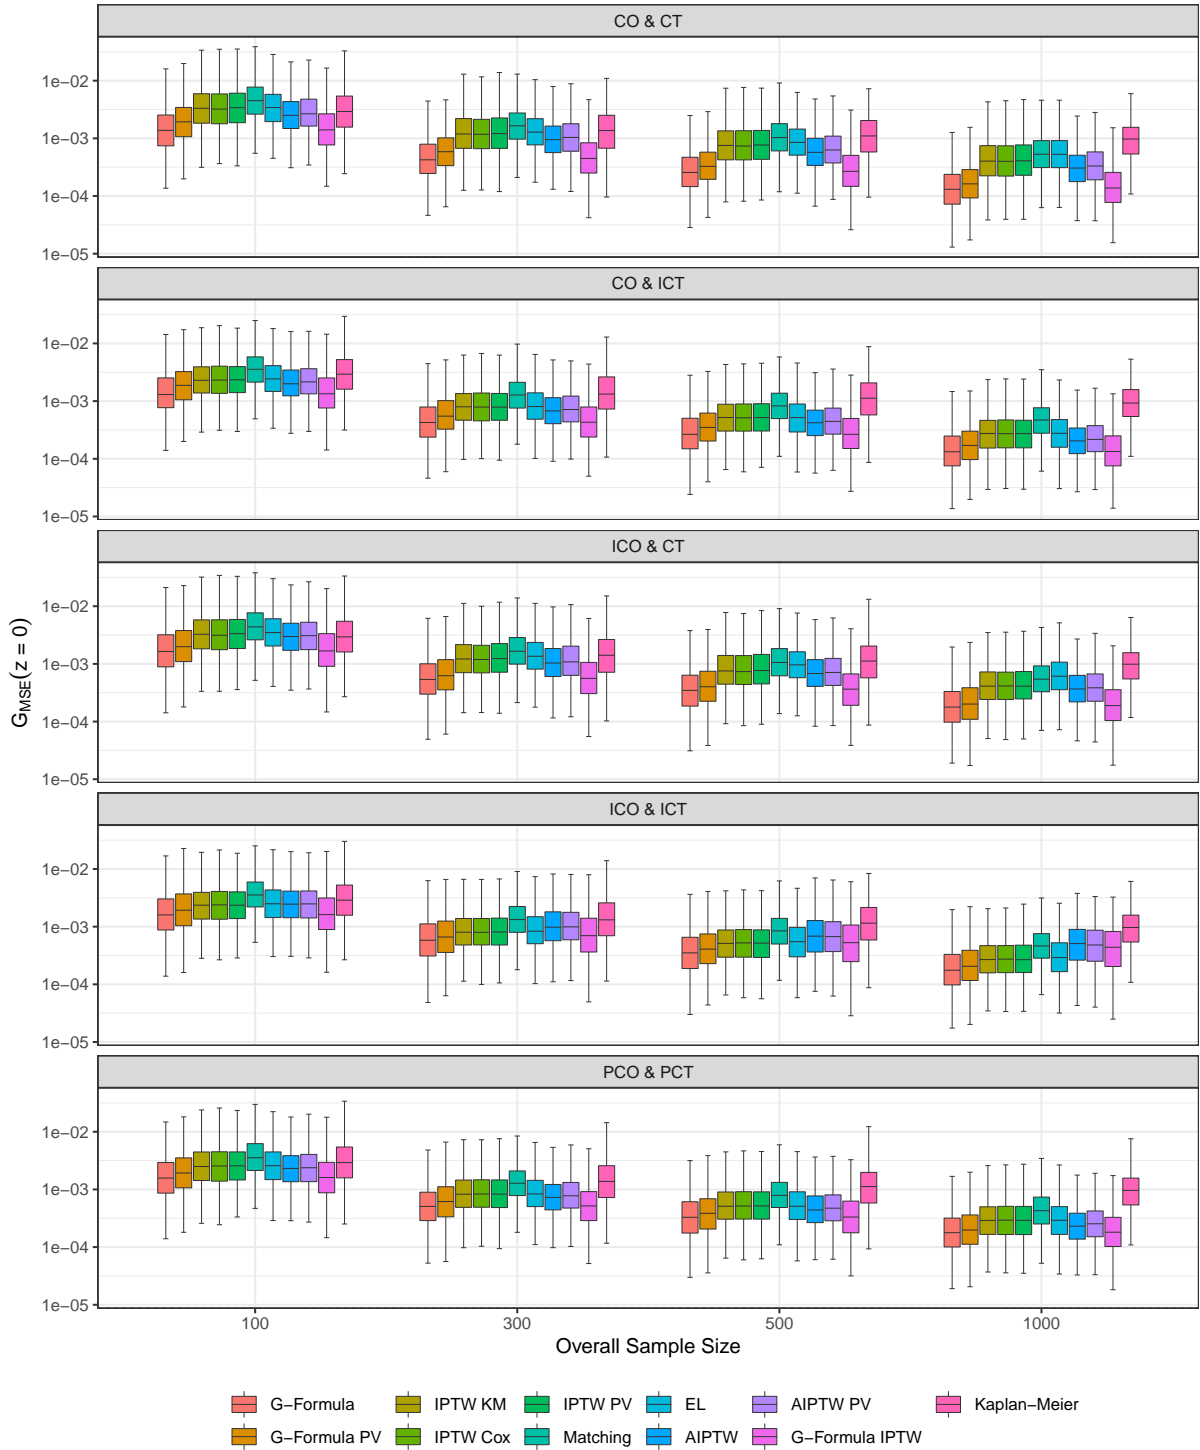 CO & CT
1e−02
1e−03
1e−04
1e−05
CO & ICT
1e−02
1e−03
1e−04
1e−05
ICO & CT
1e−02
1e−03
1e−04
1e−05
ICO & ICT
1e−02
1e−03
1e−04
1e−05
PCO & PCT
1e−02
1e−03
1e−04
1e−05
G_MSE(z = 0)
100 300 500 1000
Overall Sample Size
G−Formula IPTW KM IPTW PV EL AIPTW PV Kaplan−Meier
G−Formula PV IPTW Cox Matching AIPTW G−Formula IPTW